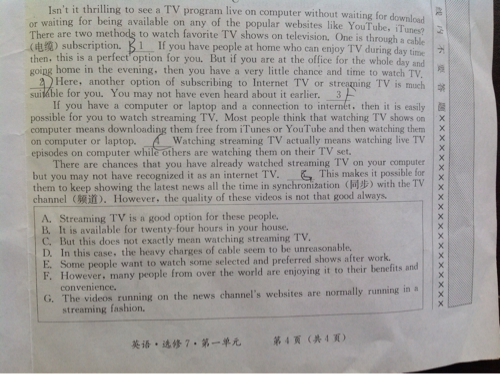 Isn't it thrilling to see a TV program live on computer without waiting for download
or waiting for being available on any of the popular websites like YouTube, iTunes?
There are two methods to watch favorite TV shows on television. One is through a cable
(电缆) subscription. B 1 If you have people at home who can enjoy TV during day time
then, this is a perfect option for you. But if you are at the office for the whole day and
going home in the evening, then you have a very little chance and time to watch TV.
2 Here, another option of subscribing to Internet TV or streaming TV is much
suitable for you. You may not have even heard about it earlier. 3 F
If you have a computer or laptop and a connection to internet, then it is easily
possible for you to watch streaming TV. Most people think that watching TV shows on
computer means downloading them free from iTunes or YouTube and then watching them
on computer or laptop. A Watching streaming TV actually means watching live TV
episodes on computer while others are watching them on their TV set.
There are chances that you have already watched streaming TV on your computer
but you may not have recognized it as an internet TV. G This makes it possible for
them to keep showing the latest news all the time in synchronization (同步) with the TV
channel (频道). However, the quality of these videos is not that good always.
A. Streaming TV is a good option for these people.
B. It is available for twenty-four hours in your house.
C. But this does not exactly mean watching streaming TV.
D. In this case, the heavy charges of cable seem to be unreasonable.
E. Some people want to watch some selected and preferred shows after work.
F. However, many people from over the world are enjoying it to their benefits and
convenience.
G. The videos running on the news channel's websites are normally running in a
streaming fashion.
英语·选修7·第一单元 第4页(共4页)